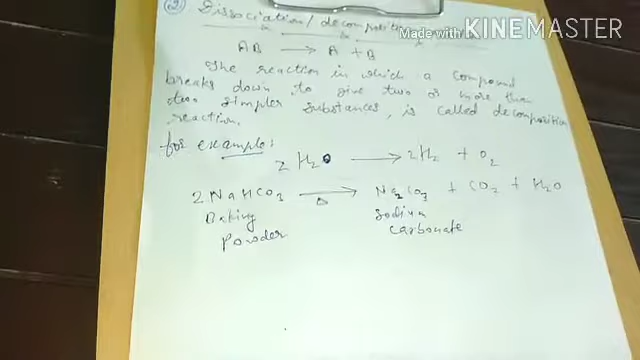 ② Dissociation/decomposition
Made with KINEMASTER
AB → A + B
The reaction in which a compound
breaks down to give two or more than
two simpler substances, is called decomposition
reaction.
for example:
2 H₂O → 2H₂ + O₂
2 NaHCO₃ →Δ Na₂CO₃ + CO₂ + H₂O
Baking Sodium
Powder carbonate